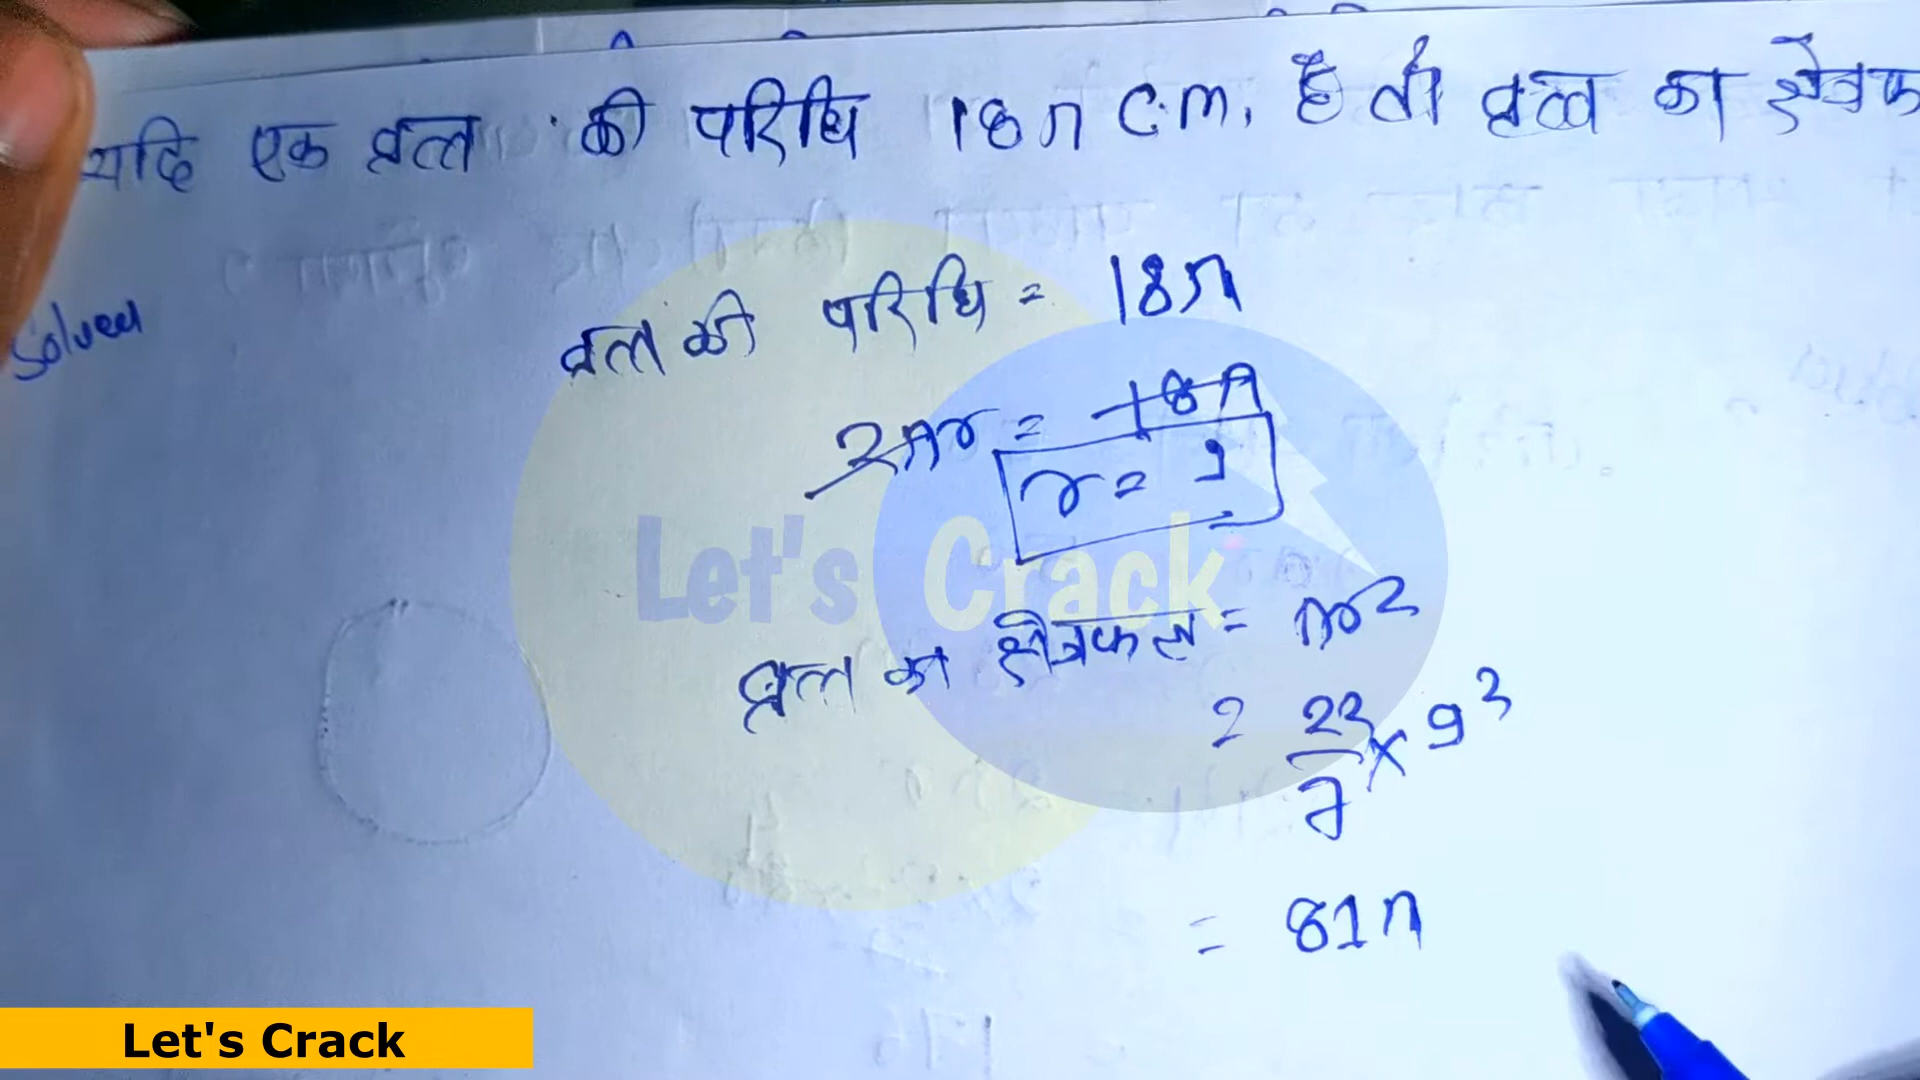 यदि एक वृत्त की परिधि 18π cm. है तो वृत्त का क्षेत्रफ
Solved
वृत्त की परिधि = 18π
2πr = 18π
r = 9
Let's Crack
वृत्त का क्षेत्रफल = πr²
= 22/7 × 9²
= 81π
Let's Crack